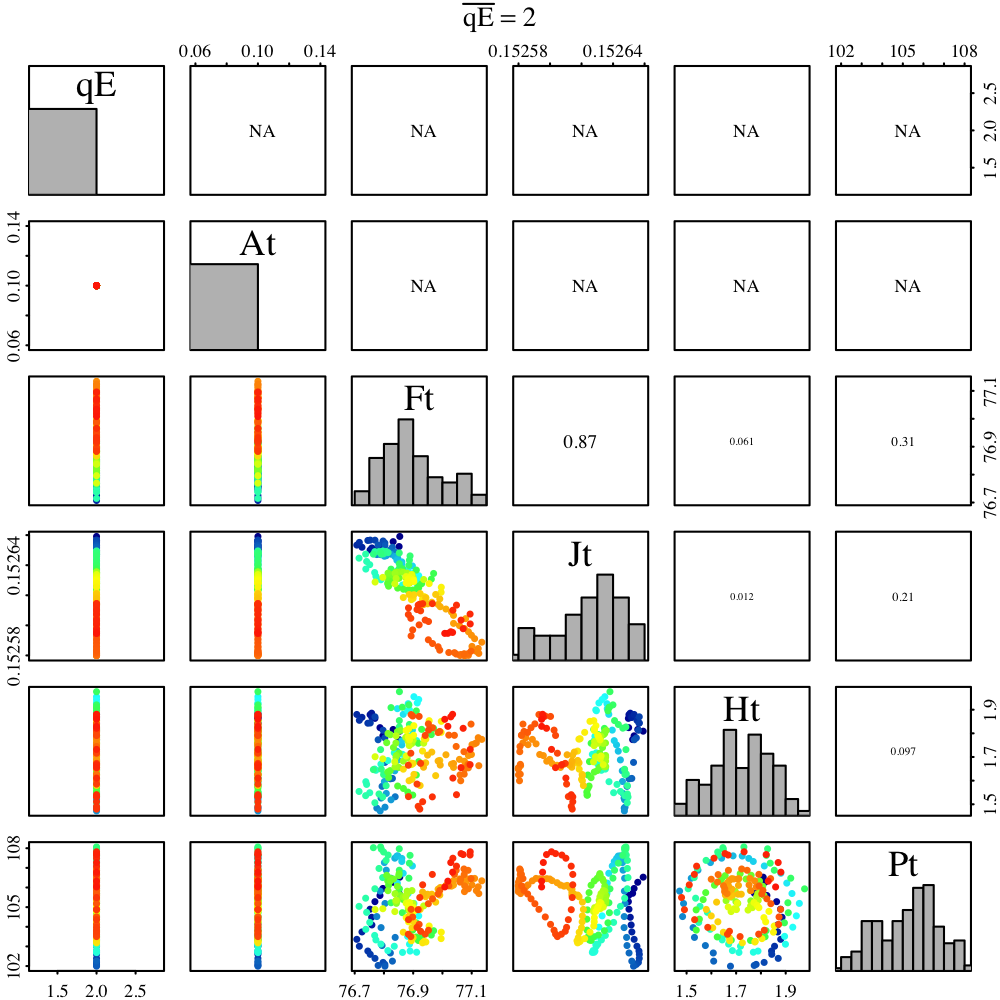 qE = 2
0.06 0.10 0.14 0.15258 0.15264 102 105 108
qE NA NA NA NA NA 1.5 2.0 2.5
0.06 0.10 0.14 At NA NA NA NA
Ft 0.87 0.061 0.31 76.7 76.9 77.1
0.15258 0.15264 Jt 0.012 0.21
Ht 0.097 1.5 1.7 1.9
102 105 108 Pt
1.5 2.0 2.5 76.7 76.9 77.1 1.5 1.7 1.9